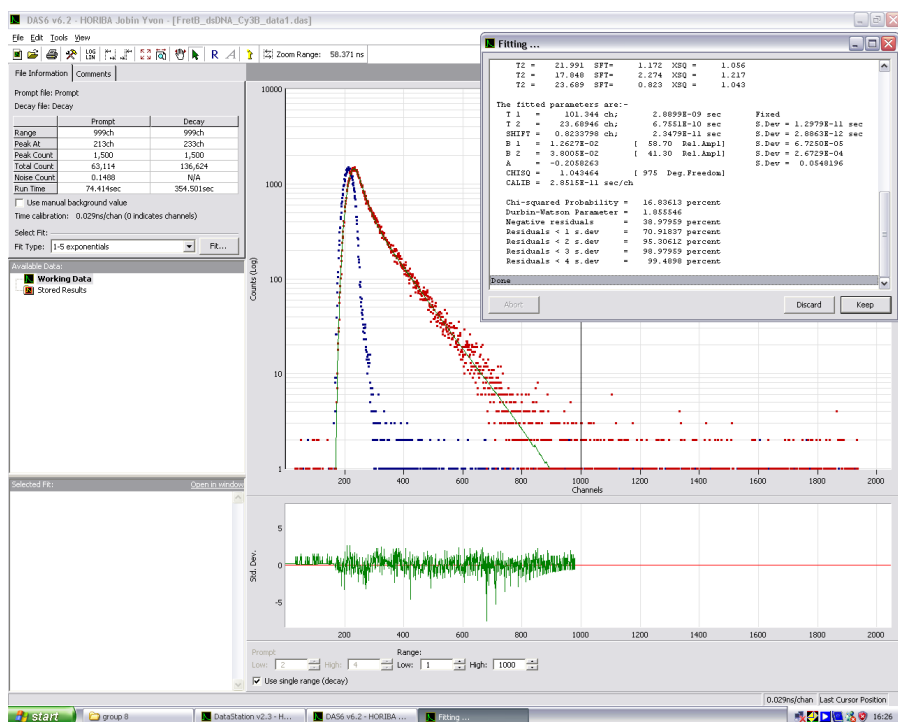 DAS6 v6.2 - HORIBA Jobin Yvon - [FretB_dsDNA_Cy3B_data1.das]
File Edit Tools View
LOG LIN R A ? Zoom Range: 58.371 ns
File Information Comments
Prompt file: Prompt
Decay file: Decay
Prompt Decay
Range 999ch 999ch
Peak At 213ch 233ch
Peak Count 1,500 1,500
Total Count 63,114 136,624
Noise Count 0.1488 N/A
Run Time 74.414sec 354.501sec
Use manual background value
Time calibration: 0.029ns/chan (0 indicates channels)
Select Fit:
Fit Type: 1-5 exponentials Fit...
Available Data:
Working Data
Stored Results
Selected Fit: Open in window
10000
1000
100
10
1
Counts (Log)
200 400 600 800 1000 1200 1400 1600 1800 2000
Channels
5
0
-5
Std. Dev.
200 400 600 800 1000 1200 1400 1600 1800 2000
Prompt Range:
Low: 2 High: 4 Low: 1 High: 1000
Use single range (decay)
Fitting ...
T2 = 21.991 SFT= 1.172 XSQ = 1.056
T2 = 17.848 SFT= 2.274 XSQ = 1.217
T2 = 23.689 SFT= 0.823 XSQ = 1.043
The fitted parameters are:-
T 1 = 101.344 ch; 2.8899E-09 sec Fixed
T 2 = 23.68946 ch; 6.7551E-10 sec S.Dev = 1.2979E-11 sec
SHIFT = 0.8233798 ch; 2.3479E-11 sec S.Dev = 2.8863E-12 sec
B 1 = 1.2627E-02 [ 58.70 Rel.Ampl] S.Dev = 6.7250E-05
B 2 = 3.8005E-02 [ 41.30 Rel.Ampl] S.Dev = 2.6729E-04
A = -0.2058263 S.Dev = 0.0548196
CHISQ = 1.043464 [ 975 Deg.Freedom]
CALIB = 2.8515E-11 sec/ch
Chi-squared Probability = 16.83613 percent
Durbin-Watson Parameter = 1.855546
Negative residuals = 38.97959 percent
Residuals < 1 s.dev = 70.91837 percent
Residuals < 2 s.dev = 95.30612 percent
Residuals < 3 s.dev = 98.97959 percent
Residuals < 4 s.dev = 99.4898 percent
Done
Abort Discard Keep
0.029ns/chan Last Cursor Position
start group 8 DataStation v2.3 - H... DAS6 v6.2 - HORIBA ... Fitting ... 16:26